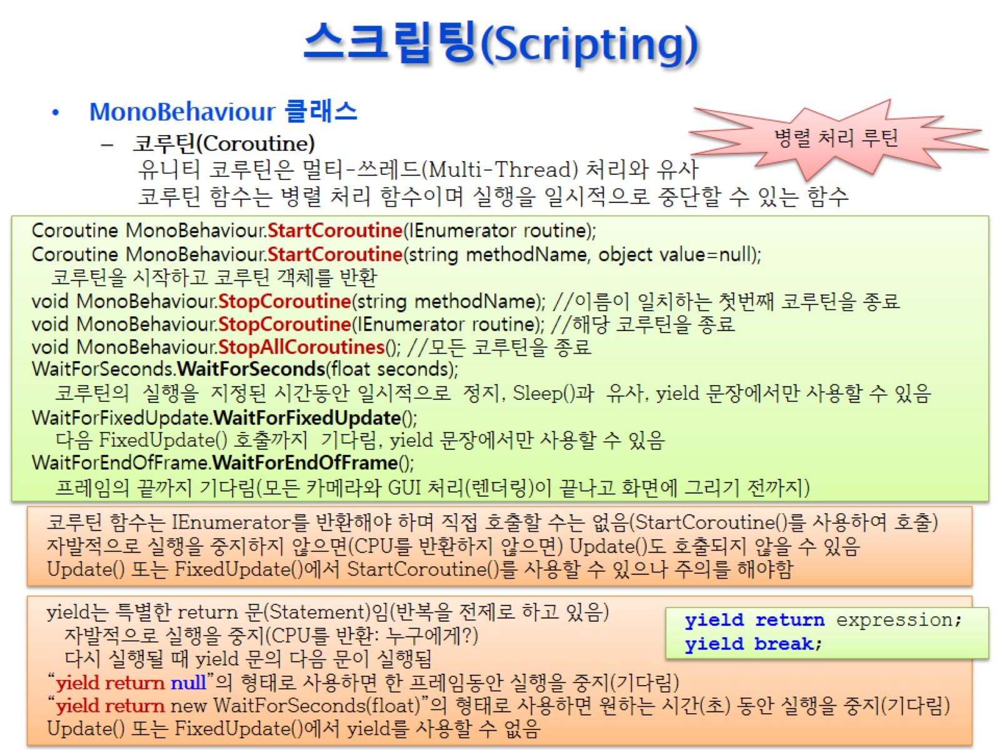 스크립팅(Scripting)
• MonoBehaviour 클래스
병렬 처리 루틴
– 코루틴(Coroutine)
유니티 코루틴은 멀티-쓰레드(Multi-Thread) 처리와 유사
코루틴 함수는 병렬 처리 함수이며 실행을 일시적으로 중단할 수 있는 함수
Coroutine MonoBehaviour.StartCoroutine(IEnumerator routine);
Coroutine MonoBehaviour.StartCoroutine(string methodName, object value=null);
코루틴을 시작하고 코루틴 객체를 반환
void MonoBehaviour.StopCoroutine(string methodName); //이름이 일치하는 첫번째 코루틴을 종료
void MonoBehaviour.StopCoroutine(IEnumerator routine); //해당 코루틴을 종료
void MonoBehaviour.StopAllCoroutines(); //모든 코루틴을 종료
WaitForSeconds.WaitForSeconds(float seconds);
코루틴의 실행을 지정된 시간동안 일시적으로 정지, Sleep()과 유사, yield 문장에서만 사용할 수 있음
WaitForFixedUpdate.WaitForFixedUpdate();
다음 FixedUpdate() 호출까지 기다림, yield 문장에서만 사용할 수 있음
WaitForEndOfFrame.WaitForEndOfFrame();
프레임의 끝까지 기다림(모든 카메라와 GUI 처리(렌더링)이 끝나고 화면에 그리기 전까지)
코루틴 함수는 IEnumerator를 반환해야 하며 직접 호출할 수는 없음(StartCoroutine()를 사용하여 호출)
자발적으로 실행을 중지하지 않으면(CPU를 반환하지 않으면) Update()도 호출되지 않을 수 있음
Update() 또는 FixedUpdate()에서 StartCoroutine()를 사용할 수 있으나 주의를 해야함
yield는 특별한 return 문(Statement)임(반복을 전제로 하고 있음)
자발적으로 실행을 중지(CPU를 반환: 누구에게?)
다시 실행될 때 yield 문의 다음 문이 실행됨
“yield return null”의 형태로 사용하면 한 프레임동안 실행을 중지(기다림)
“yield return new WaitForSeconds(float)”의 형태로 사용하면 원하는 시간(초) 동안 실행을 중지(기다림)
Update() 또는 FixedUpdate()에서 yield를 사용할 수 없음
yield return expression;
yield break;